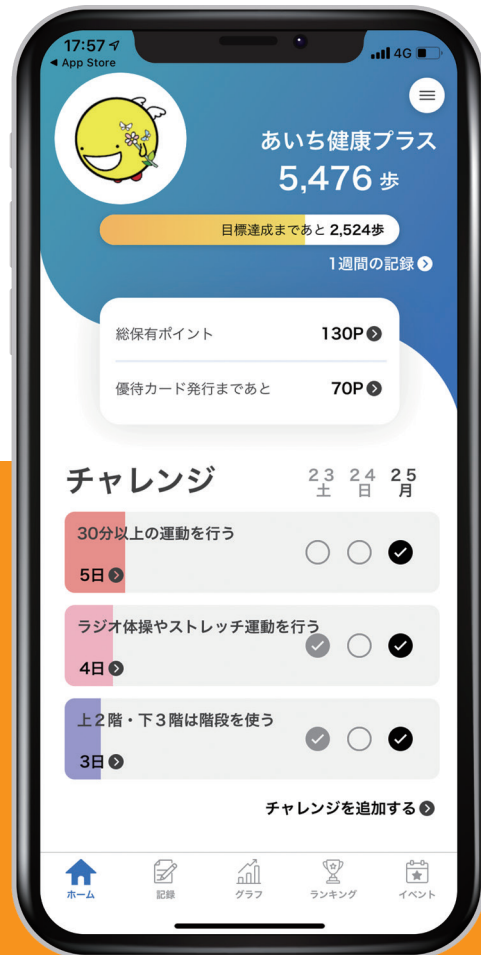 17:57
◀ App Store
4G
あいち健康プラス
5,476 歩
目標達成まであと 2,524歩
1週間の記録
総保有ポイント 130P
優待カード発行まであと 70P
チャレンジ
23 24 25
土 日 月
30分以上の運動を行う
5日
ラジオ体操やストレッチ運動を行う
4日
上2階・下3階は階段を使う
3日
チャレンジを追加する
ホーム 記録 グラフ ランキング イベント